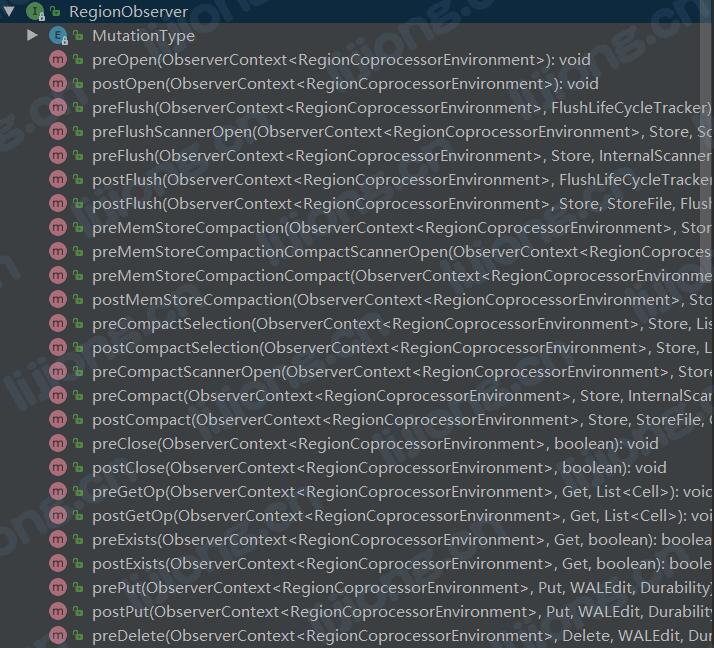 RegionObserver
MutationType
preOpen(ObserverContext<RegionCoprocessorEnvironment>): void
postOpen(ObserverContext<RegionCoprocessorEnvironment>): void
preFlush(ObserverContext<RegionCoprocessorEnvironment>, FlushLifeCycleTracker)
preFlushScannerOpen(ObserverContext<RegionCoprocessorEnvironment>, Store, Sc
preFlush(ObserverContext<RegionCoprocessorEnvironment>, Store, InternalScanner
postFlush(ObserverContext<RegionCoprocessorEnvironment>, FlushLifeCycleTracke
postFlush(ObserverContext<RegionCoprocessorEnvironment>, Store, StoreFile, Flus
preMemStoreCompaction(ObserverContext<RegionCoprocessorEnvironment>, Stor
preMemStoreCompactionCompactScannerOpen(ObserverContext<RegionCoproces
preMemStoreCompactionCompact(ObserverContext<RegionCoprocessorEnvironme
postMemStoreCompaction(ObserverContext<RegionCoprocessorEnvironment>, Sto
preCompactSelection(ObserverContext<RegionCoprocessorEnvironment>, Store, Lis
postCompactSelection(ObserverContext<RegionCoprocessorEnvironment>, Store, L
preCompactScannerOpen(ObserverContext<RegionCoprocessorEnvironment>, Store
preCompact(ObserverContext<RegionCoprocessorEnvironment>, Store, InternalScan
postCompact(ObserverContext<RegionCoprocessorEnvironment>, Store, StoreFile, C
preClose(ObserverContext<RegionCoprocessorEnvironment>, boolean): void
postClose(ObserverContext<RegionCoprocessorEnvironment>, boolean): void
preGetOp(ObserverContext<RegionCoprocessorEnvironment>, Get, List<Cell>): void
postGetOp(ObserverContext<RegionCoprocessorEnvironment>, Get, List<Cell>): voi
preExists(ObserverContext<RegionCoprocessorEnvironment>, Get, boolean): boolea
postExists(ObserverContext<RegionCoprocessorEnvironment>, Get, boolean): boole
prePut(ObserverContext<RegionCoprocessorEnvironment>, Put, WALEdit, Durability)
postPut(ObserverContext<RegionCoprocessorEnvironment>, Put, WALEdit, Durability
preDelete(ObserverContext<RegionCoprocessorEnvironment>, Delete, WALEdit, Dur